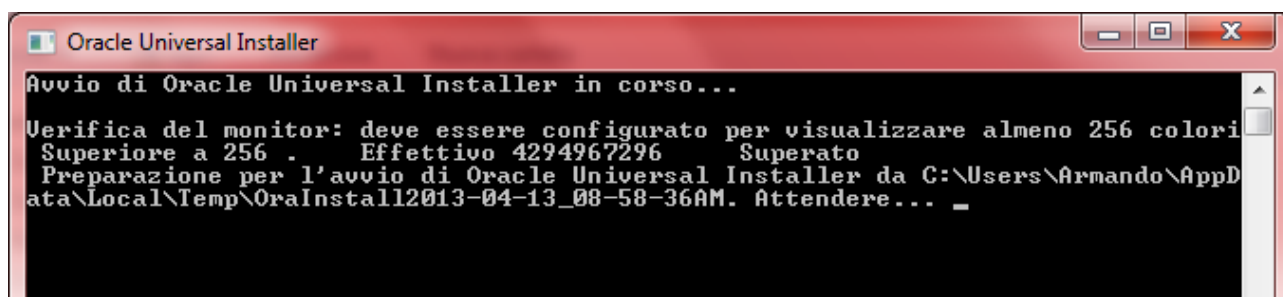 Oracle Universal Installer
Avvio di Oracle Universal Installer in corso...
Verifica del monitor: deve essere configurato per visualizzare almeno 256 colori
Superiore a 256 . Effettivo 4294967296 Superato
Preparazione per l'avvio di Oracle Universal Installer da C:\Users\Armando\AppD
ata\Local\Temp\OraInstall2013-04-13_08-58-36AM. Attendere... _